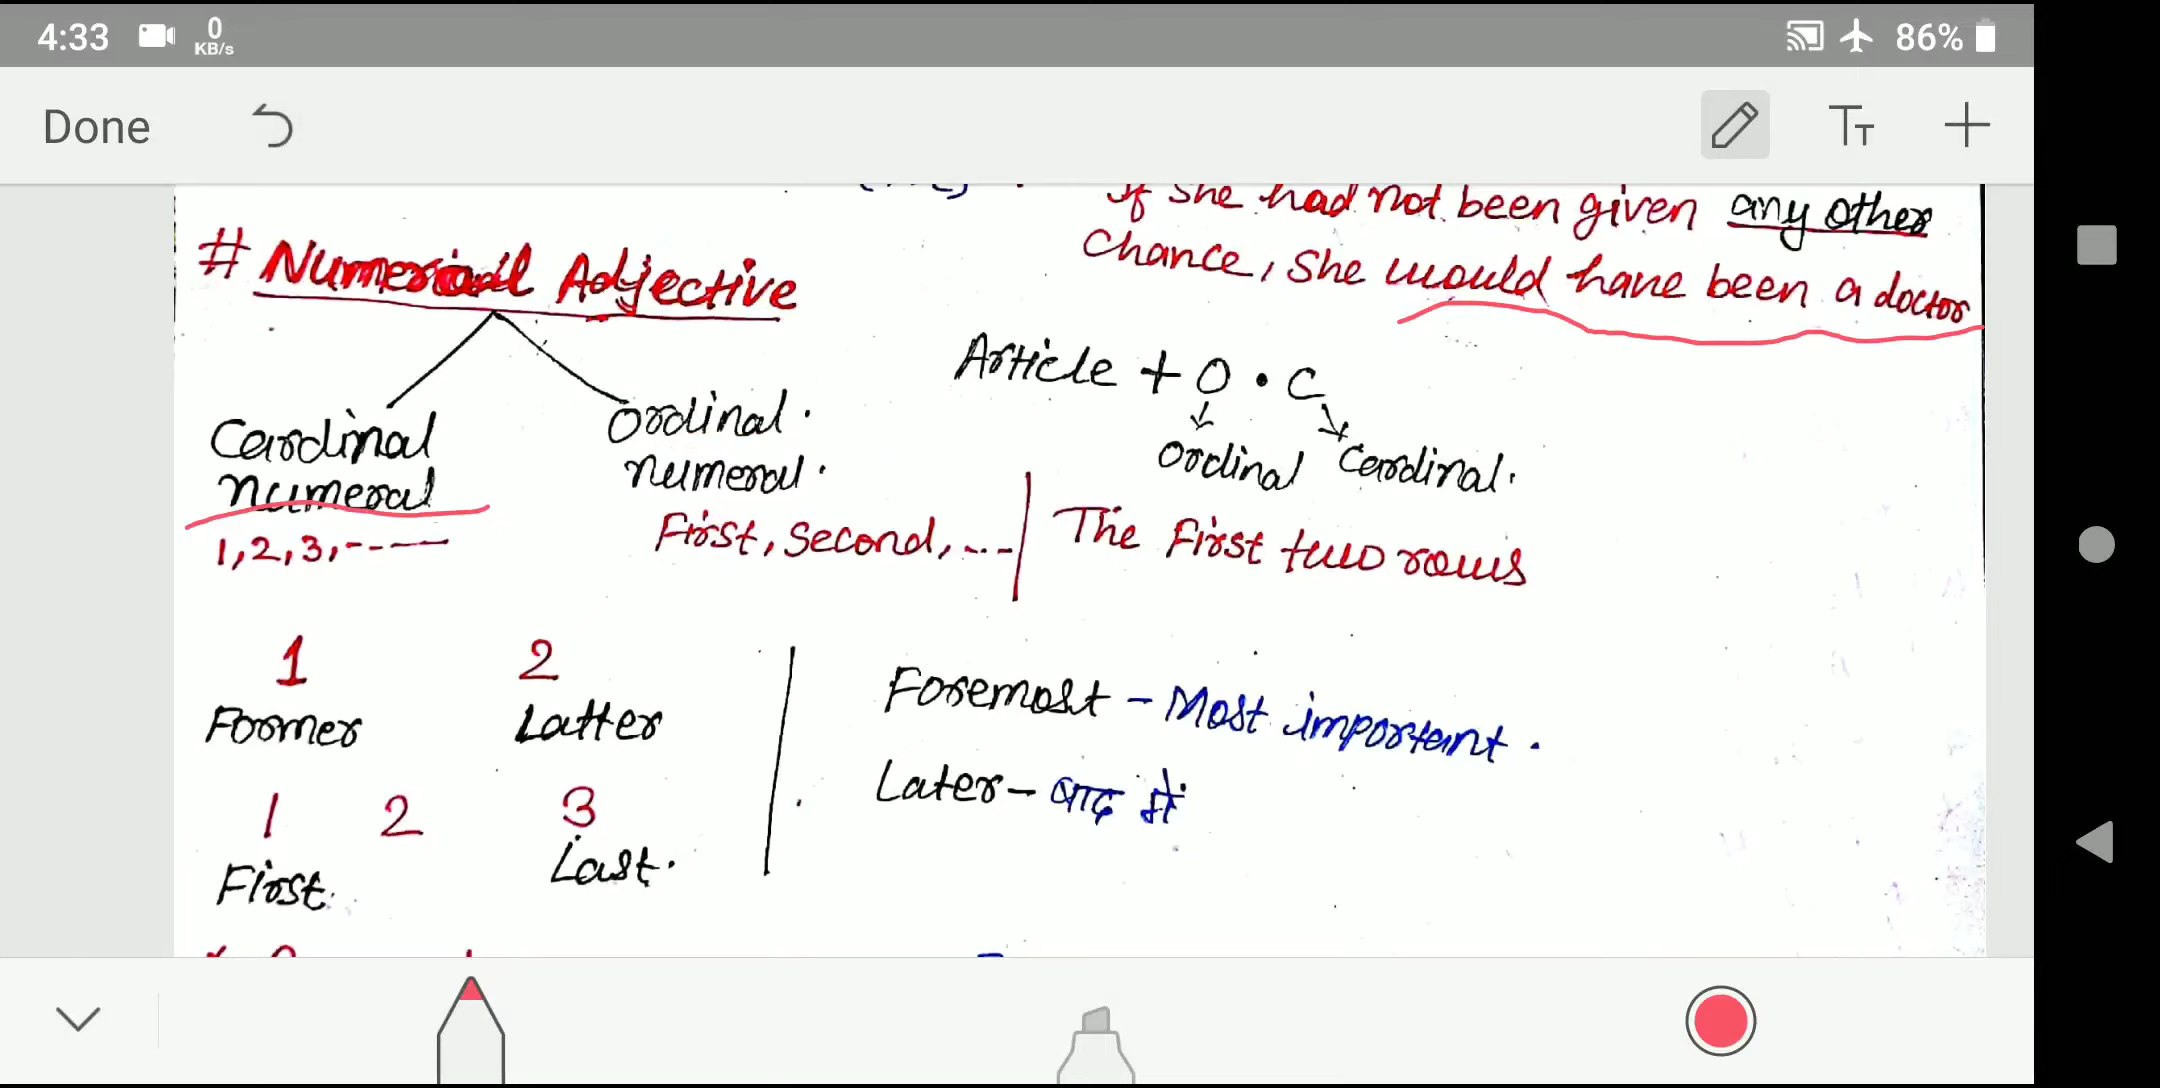 4:33
0
KB/s
86%
Done
TT
If she had not been given any other
chance, she would have been a doctor
# Numeral Adjective
Article + O . C
Ordinal Cardinal.
Cardinal
numeral
1, 2, 3, -----
Ordinal.
numeral.
First, Second, ...
The first two rows
1 2
Former Latter
1 2 3
First. Last.
Foremost - Most important.
Later - बाद में